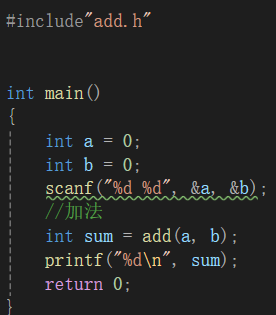 #include"add.h"
int main()
{
int a = 0;
int b = 0;
scanf("%d %d", &a, &b);
//加法
int sum = add(a, b);
printf("%d\n", sum);
return 0;
}